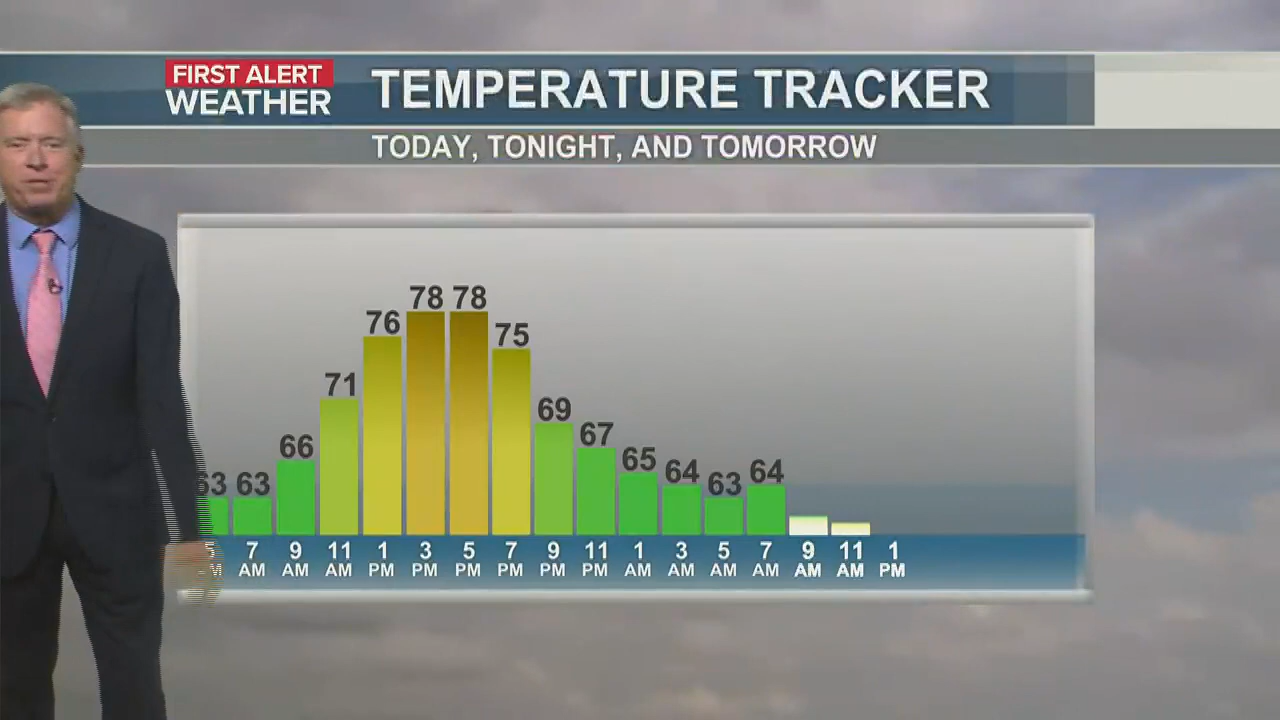 FIRST ALERT
WEATHER
TEMPERATURE TRACKER
TODAY, TONIGHT, AND TOMORROW
78 78
76
75
71
69
66
67
65
64
64
63
63
63
5 7 9 11 1 3 5 7 9 11 1 3 5 7 9 11 1
AM AM AM PM PM PM PM PM PM AM AM AM AM AM AM PM